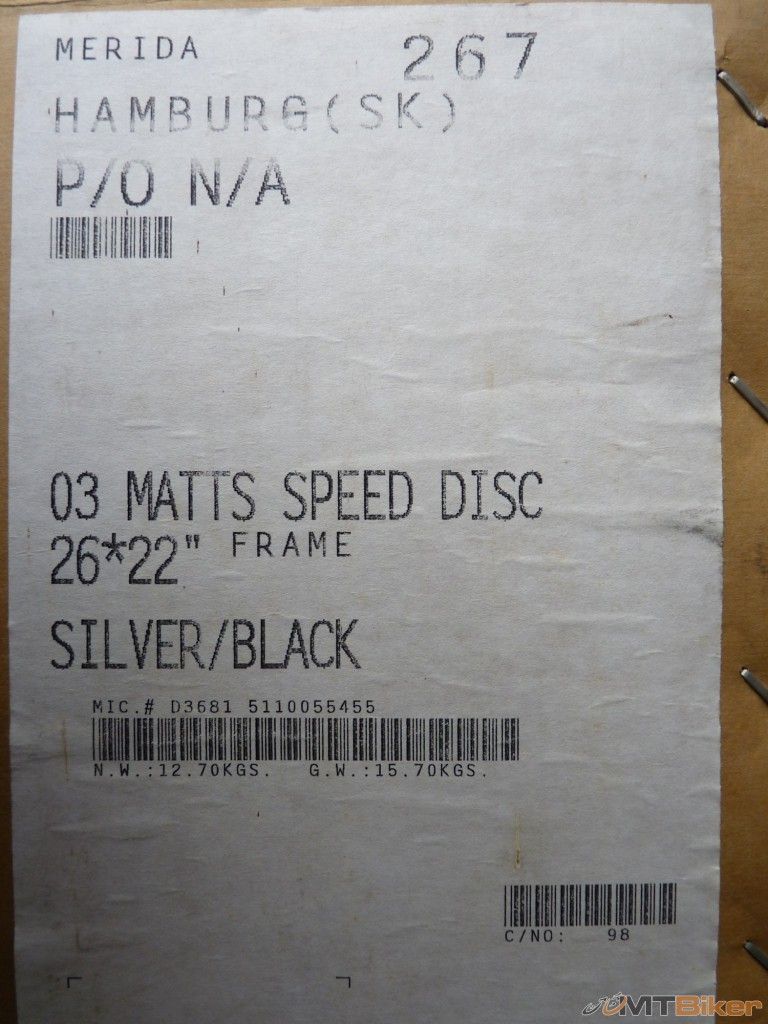 MERIDA 267
HAMBURG(SK)
P/O N/A
03 MATTS SPEED DISC
26*22" FRAME
SILVER/BLACK
MIC.# D3681 5110055455
N.W.:12.70KGS. G.W.:15.70KGS.
C/NO: 98
MTBiker